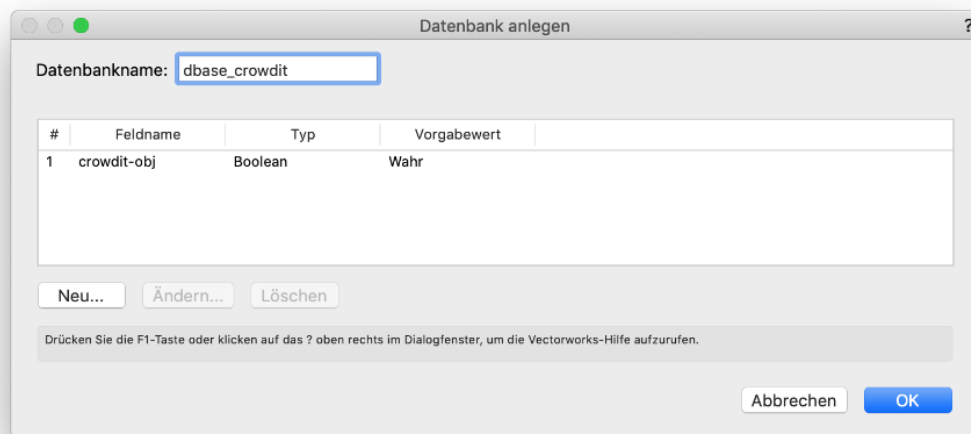 Datenbank anlegen
?
Datenbankname: dbase_crowdit
# Feldname Typ Vorgabewert
1 crowdit-obj Boolean Wahr
Neu... Ändern... Löschen
Drücken Sie die F1-Taste oder klicken auf das ? oben rechts im Dialogfenster, um die Vectorworks-Hilfe aufzurufen.
Abbrechen OK